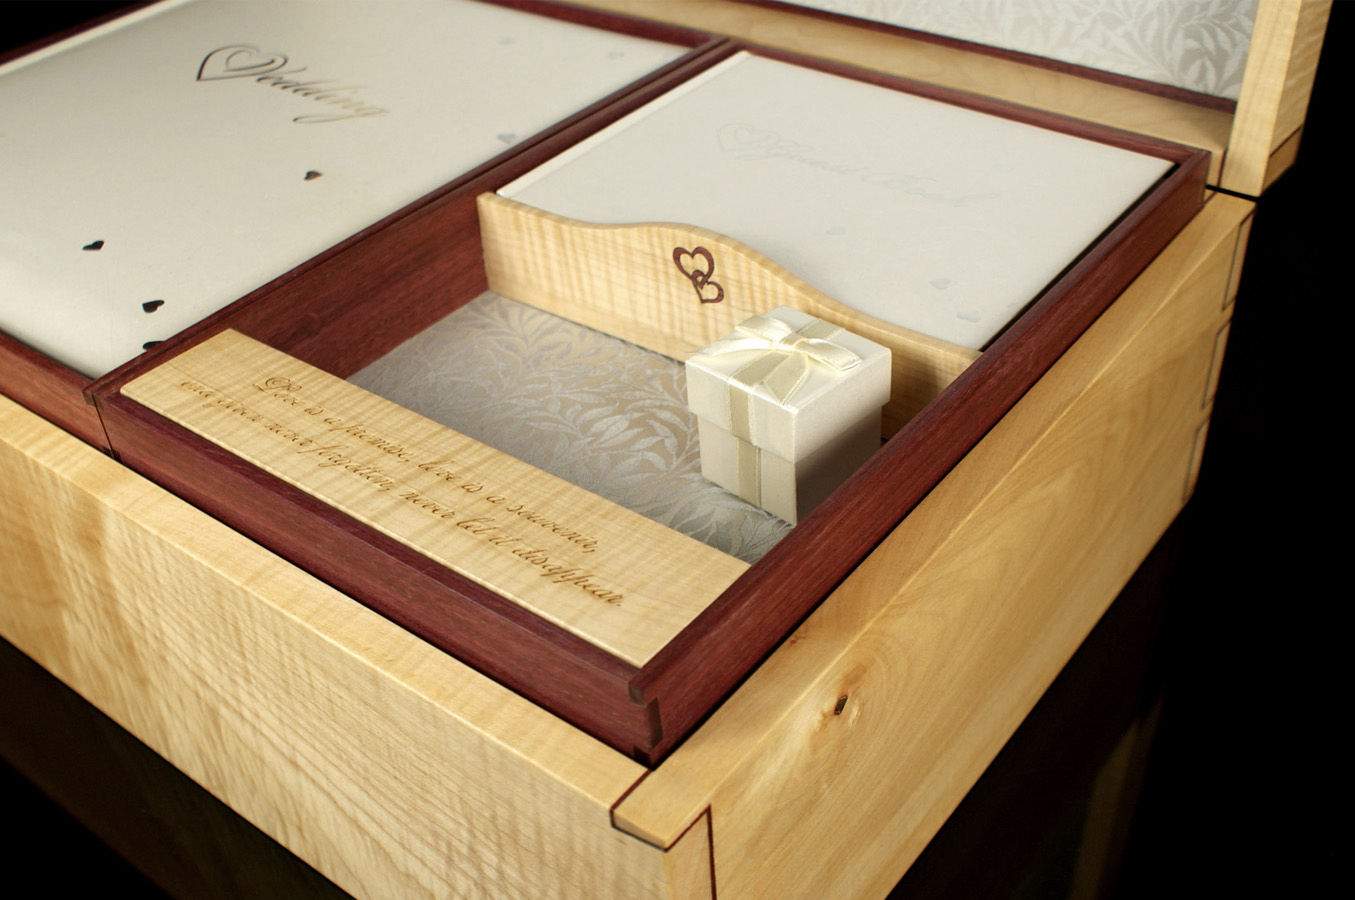 Wedding
Guest Book
Love is a promise, love is a souvenir,
once given never forgotten, never let it disappear.